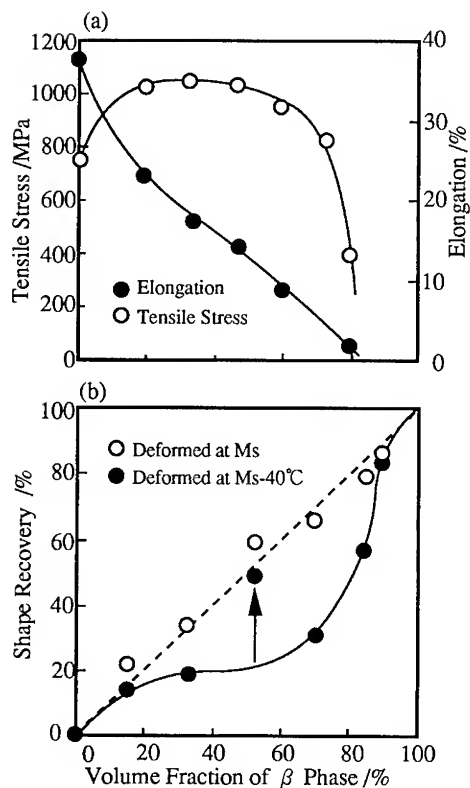 (a)
1200
1000
800
600
400
200
0
Tensile Stress /MPa
40
30
20
10
0
Elongation /%
Elongation
Tensile Stress
(b)
100
80
60
40
20
0
Shape Recovery /%
Deformed at Ms
Deformed at Ms-40℃
0 20 40 60 80 100
Volume Fraction of β Phase /%